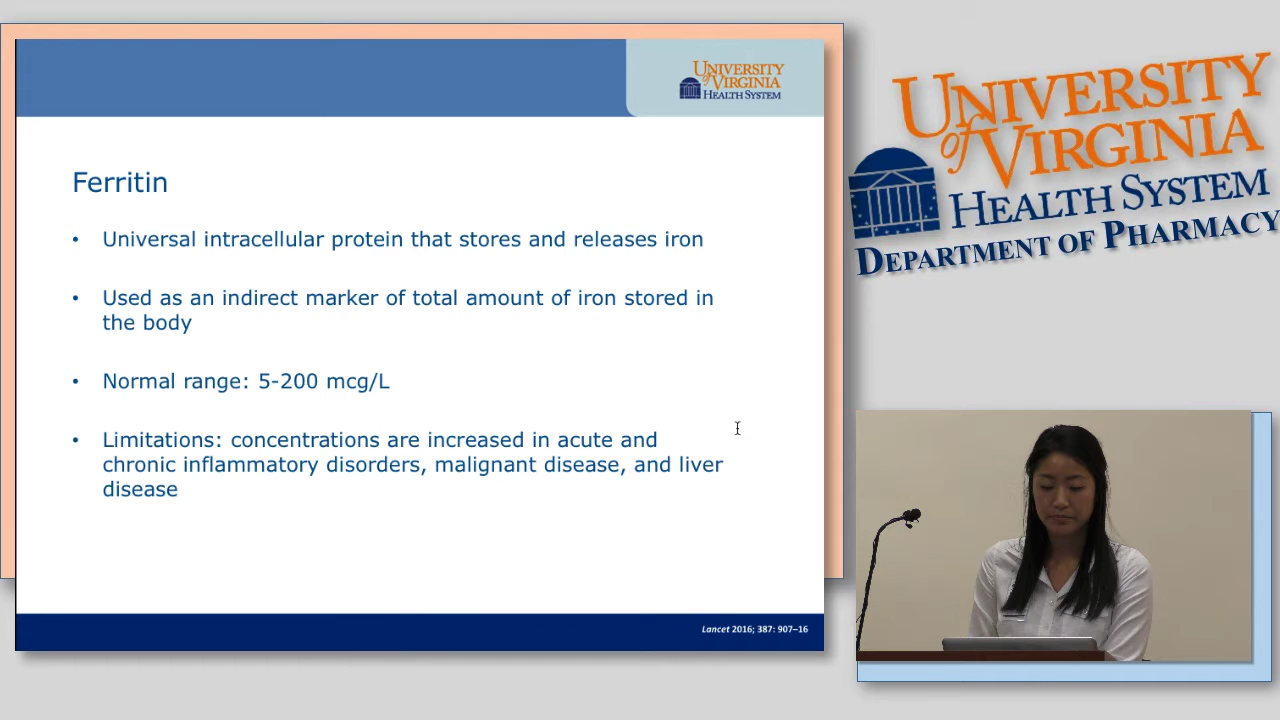 UNIVERSITY
of VIRGINIA
HEALTH SYSTEM
Ferritin
• Universal intracellular protein that stores and releases iron
• Used as an indirect marker of total amount of iron stored in
the body
• Normal range: 5-200 mcg/L
• Limitations: concentrations are increased in acute and
chronic inflammatory disorders, malignant disease, and liver
disease
Lancet 2016; 387: 907–16
UNIVERSITY
of VIRGINIA
HEALTH SYSTEM
DEPARTMENT OF PHARMACY